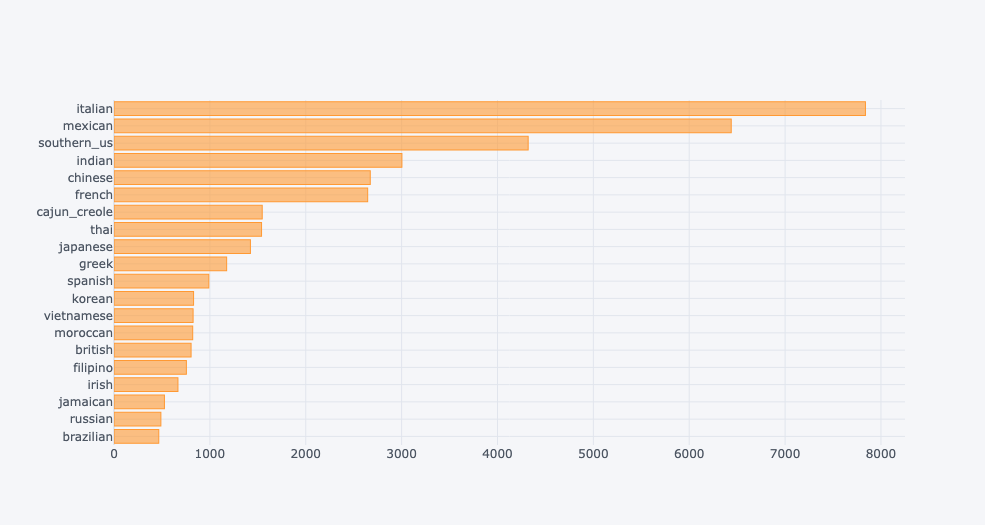 italian
mexican
southern_us
indian
chinese
french
cajun_creole
thai
japanese
greek
spanish
korean
vietnamese
moroccan
british
filipino
irish
jamaican
russian
brazilian
0 1000 2000 3000 4000 5000 6000 7000 8000